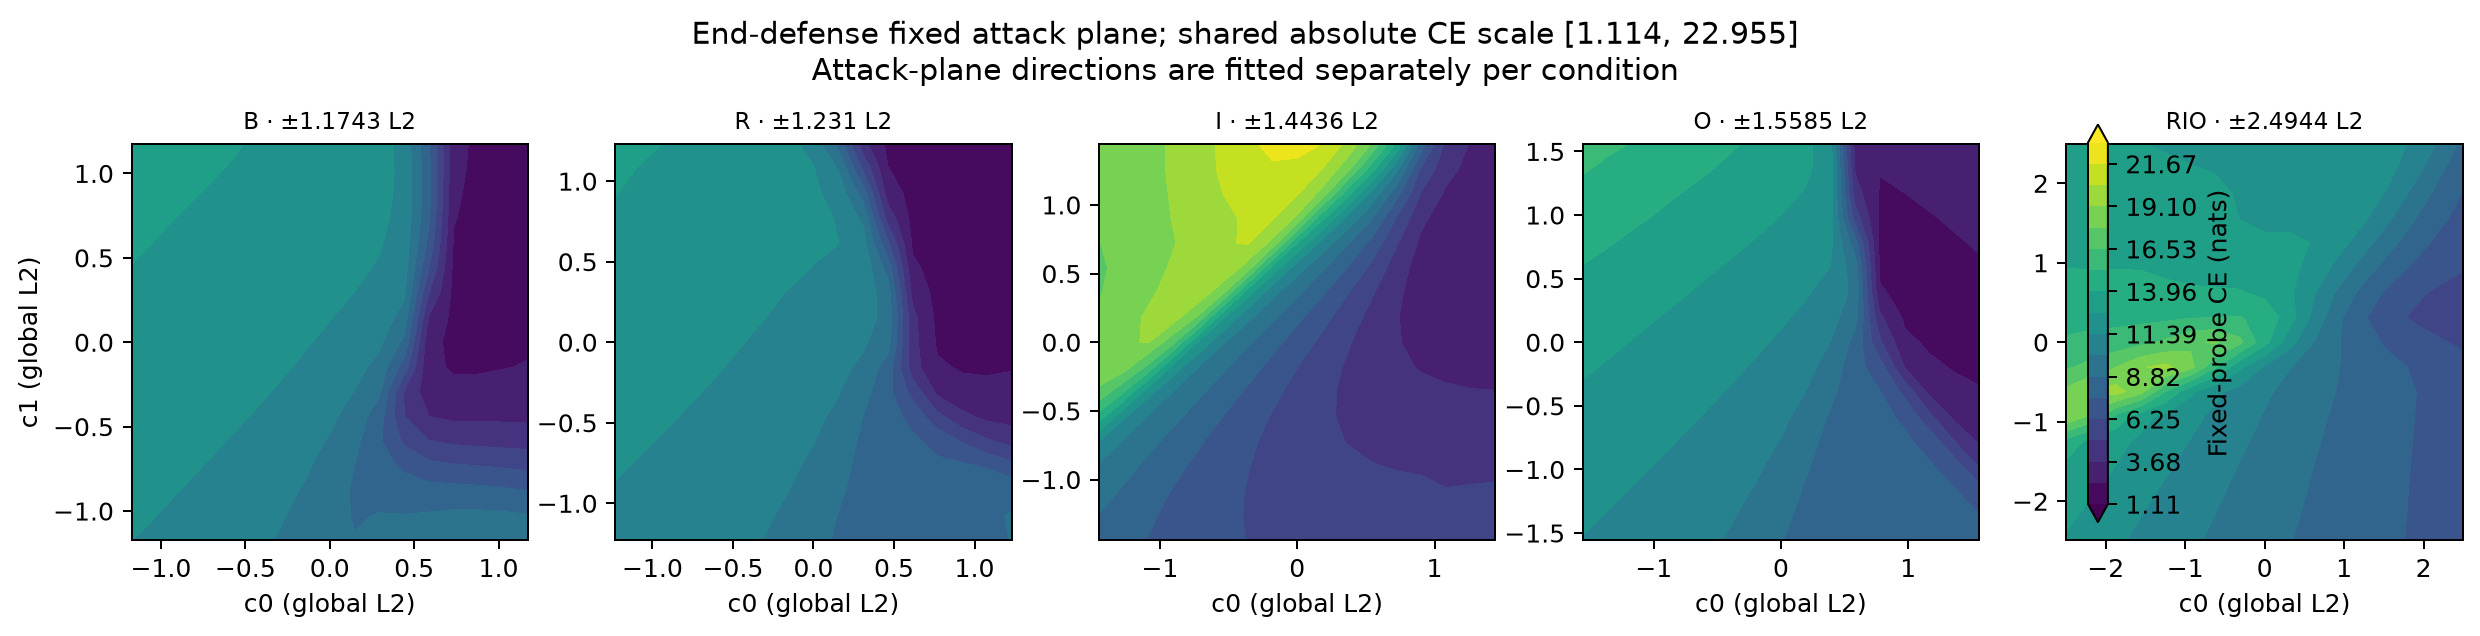 End-defense fixed attack plane; shared absolute CE scale [1.114, 22.955]
Attack-plane directions are fitted separately per condition
B · ±1.1743 L2
c1 (global L2)
1.0
0.5
0.0
−0.5
−1.0
−1.0 −0.5 0.0 0.5 1.0
c0 (global L2)
R · ±1.231 L2
1.0
0.5
0.0
−0.5
−1.0
−1.0 −0.5 0.0 0.5 1.0
c0 (global L2)
I · ±1.4436 L2
1.0
0.5
0.0
−0.5
−1.0
−1 0 1
c0 (global L2)
O · ±1.5585 L2
1.5
1.0
0.5
0.0
−0.5
−1.0
−1.5
−1 0 1
c0 (global L2)
RIO · ±2.4944 L2
2
1
0
−1
−2
−2 −1 0 1 2
c0 (global L2)
21.67
19.10
16.53
13.96
11.39
8.82
6.25
3.68
1.11
Fixed-probe CE (nats)